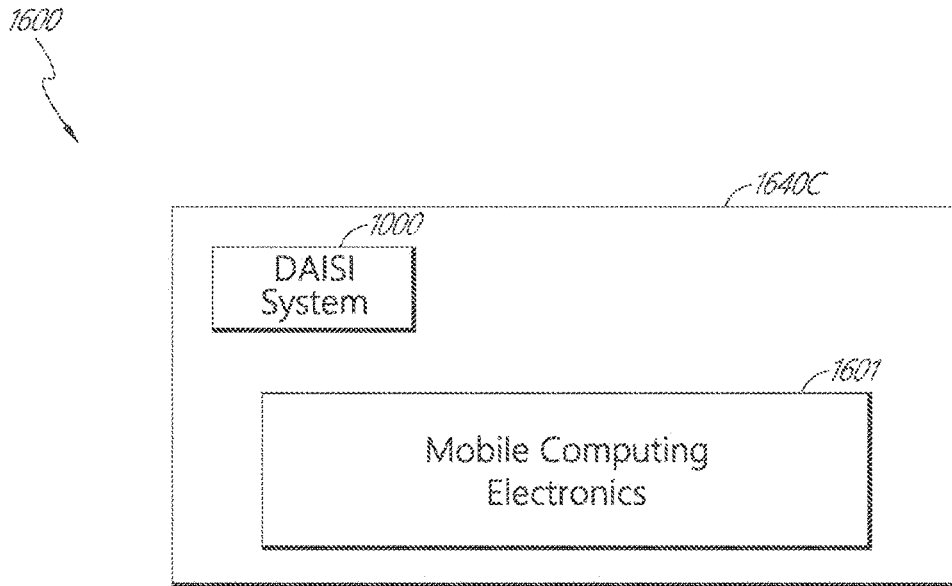 1600
1640C
1000
DAISI
System
1601
Mobile Computing
Electronics